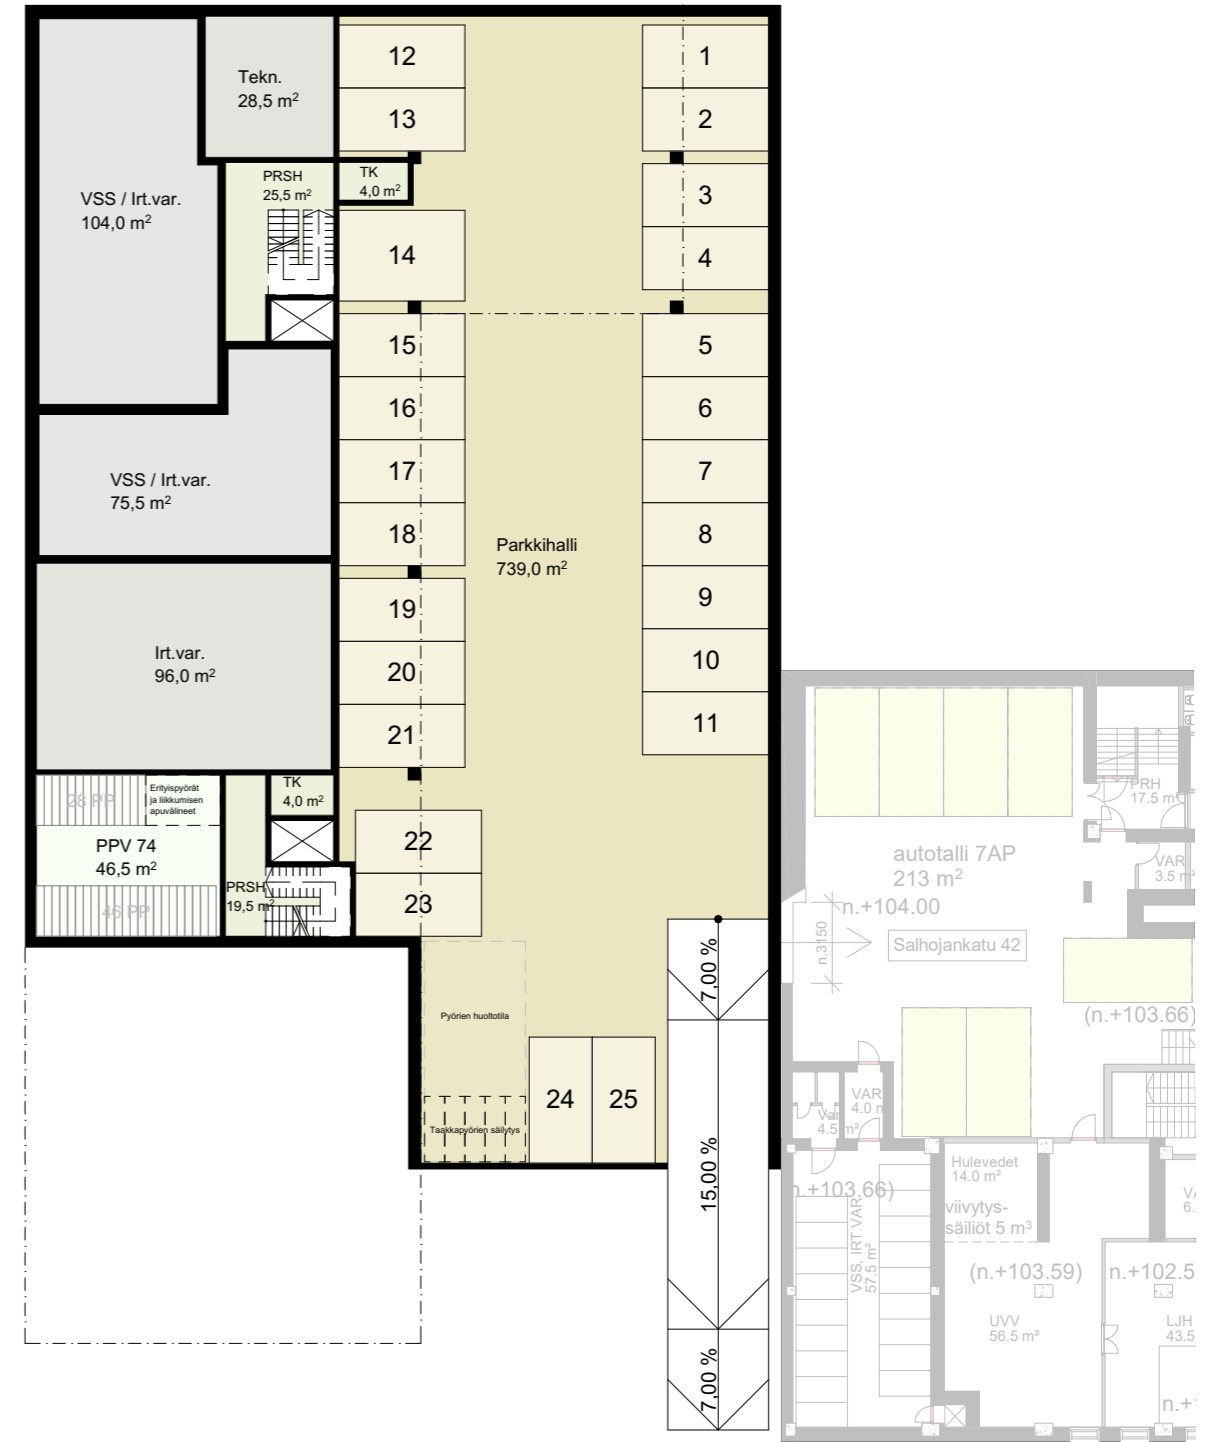 12
1
Tekn.
28,5 m²
13
2
PRSH
25,5 m²
TK
4,0 m²
VSS / Irt.var.
104,0 m²
3
14
4
15
5
16
6
VSS / Irt.var.
75,5 m²
17
7
18
8
Parkkihalli
739,0 m²
19
9
Irt.var.
96,0 m²
20
10
21
11
28 PP
Erityispyörät
ja liikkumisen
apuvälineet
TK
4,0 m²
PPV 74
46,5 m²
22
46 PP
PRSH
19,5 m²
23
7,00 %
Pyörien huoltotila
24
25
Taakkapyörien säilytys
15,00 %
7,00 %
PRH
17.5 m²
autotalli 7AP
213 m²
VAR
3.5 m²
n.+104.00
n.3150
Salhojankatu 42
(n.+103.66)
VAR
4.0 m
Var
4.5 m²
Hulevedet
14.0 m²
n.+103.66)
viivytys-
säiliöt 5 m³
VSS, IRT.VAR
57.5 m²
(n.+103.59)
n.+102.5
UVV
56.5 m²
LJH
43.5
n.+